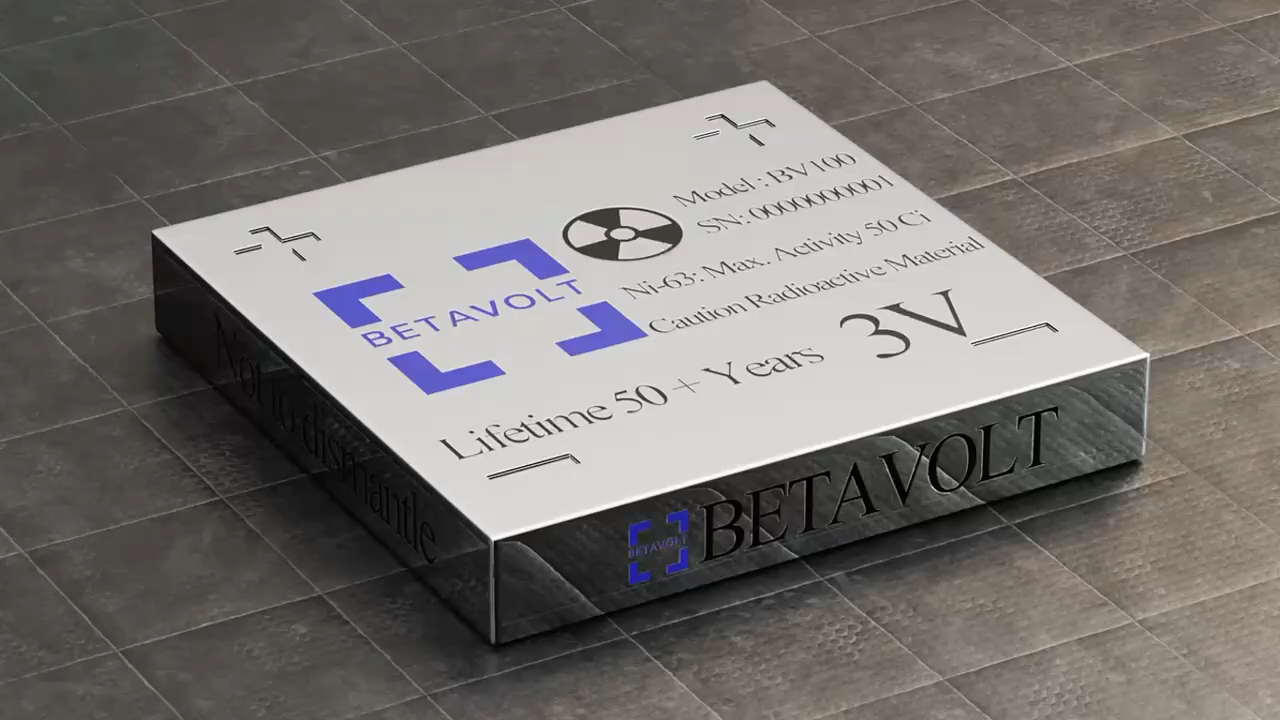 Model : BV100
SN: 0000000001
Ni-63: Max. Activity 50 Ci
Caution Radioactive Material
BETAVOLT
Lifetime 50 + Years
3V
Not to dismantle
BETAVOLT
BETAVOLT